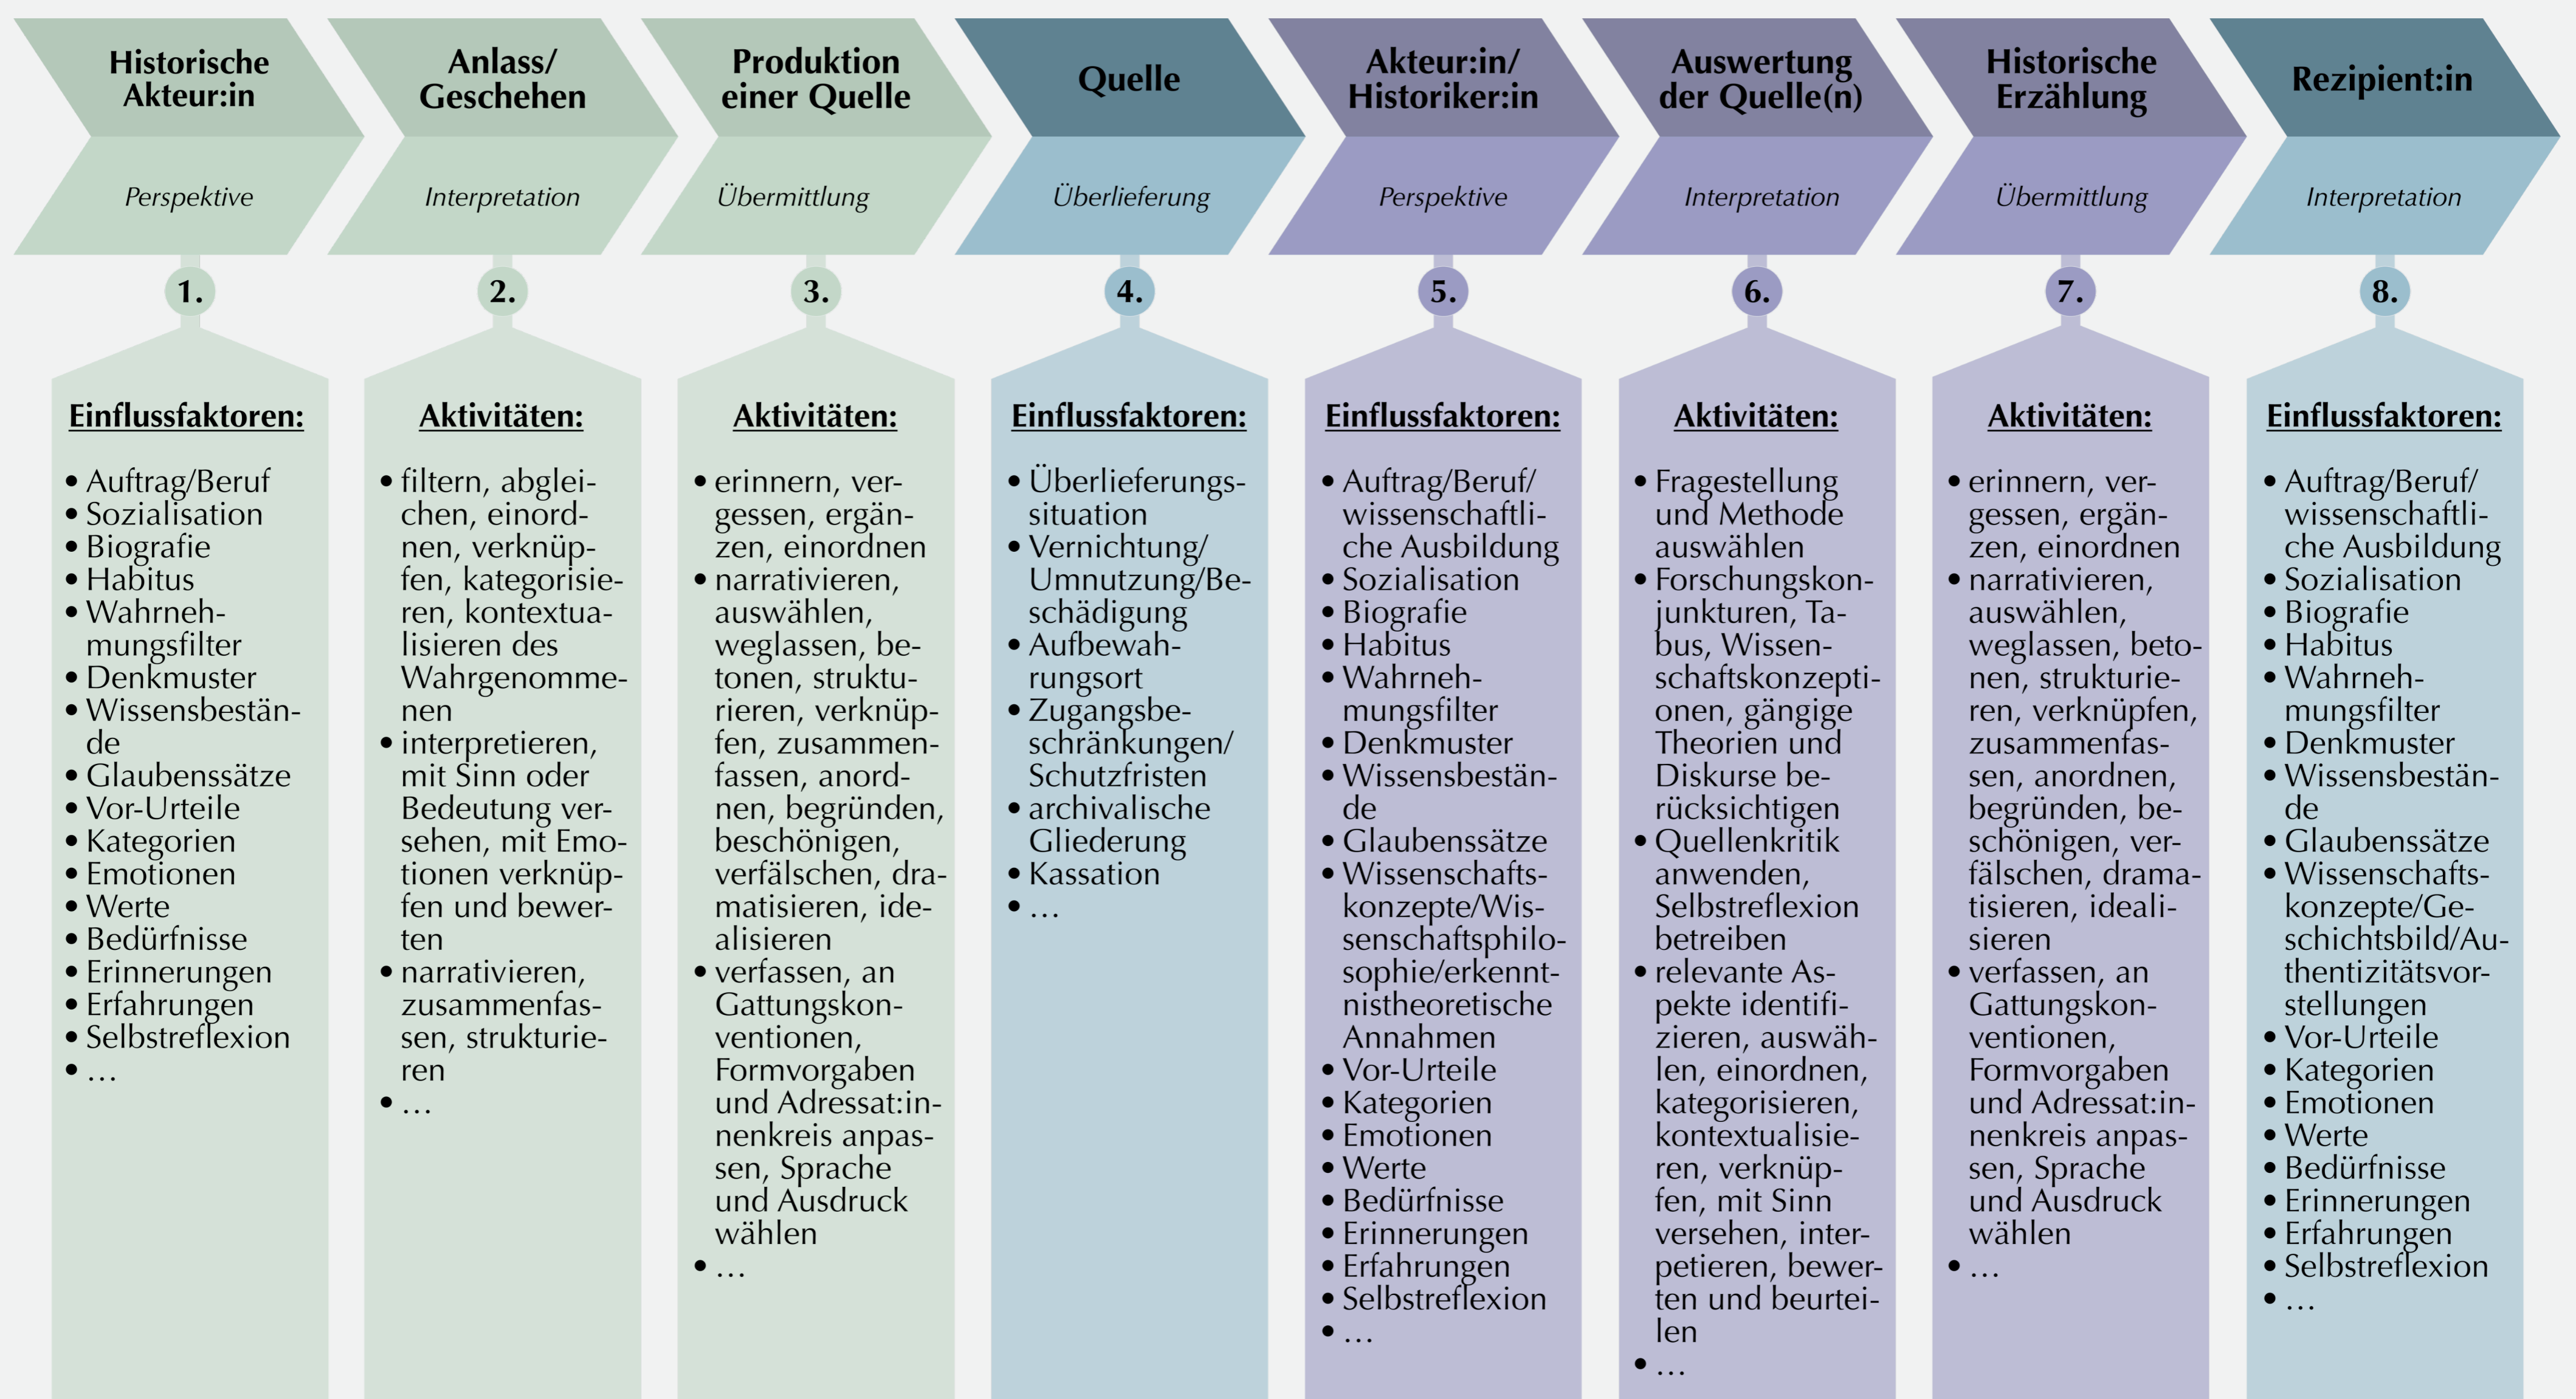 Historische
Akteur:in
Perspektive
1.
Einflussfaktoren:
• Auftrag/Beruf
• Sozialisation
• Biografie
• Habitus
• Wahrneh-
mungsfilter
• Denkmuster
• Wissensbestän-
de
• Glaubenssätze
• Vor-Urteile
• Kategorien
• Emotionen
• Werte
• Bedürfnisse
• Erinnerungen
• Erfahrungen
• Selbstreflexion
• …
Anlass/
Geschehen
Interpretation
2.
Aktivitäten:
• filtern, abglei-
chen, einord-
nen, verknüp-
fen, kategorisie-
ren, kontextua-
lisieren des
Wahrgenomme-
nen
• interpretieren,
mit Sinn oder
Bedeutung ver-
sehen, mit Emo-
tionen verknüp-
fen und bewer-
ten
• narrativieren,
zusammenfas-
sen, strukturie-
ren
• …
Produktion
einer Quelle
Übermittlung
3.
Aktivitäten:
• erinnern, ver-
gessen, ergän-
zen, einordnen
• narrativieren,
auswählen,
weglassen, be-
tonen, struktu-
rieren, verknüp-
fen, zusammen-
fassen, anord-
nen, begründen,
beschönigen,
verfälschen, dra-
matisieren, ide-
alisieren
• verfassen, an
Gattungskon-
ventionen,
Formvorgaben
und Adressat:in-
nenkreis anpas-
sen, Sprache
und Ausdruck
wählen
• …
Quelle
Überlieferung
4.
Einflussfaktoren:
• Überlieferungs-
situation
• Vernichtung/
Umnutzung/Be-
schädigung
• Aufbewah-
rungsort
• Zugangsbe-
schränkungen/
Schutzfristen
• archivalische
Gliederung
• Kassation
• …
Akteur:in/
Historiker:in
Perspektive
5.
Einflussfaktoren:
• Auftrag/Beruf/
wissenschaftli-
che Ausbildung
• Sozialisation
• Biografie
• Habitus
• Wahrneh-
mungsfilter
• Denkmuster
• Wissensbestän-
de
• Glaubenssätze
• Wissenschafts-
konzepte/Wis-
senschaftsphilo-
sophie/erkennt-
nistheoretische
Annahmen
• Vor-Urteile
• Kategorien
• Emotionen
• Werte
• Bedürfnisse
• Erinnerungen
• Erfahrungen
• Selbstreflexion
• …
Auswertung
der Quelle(n)
Interpretation
6.
Aktivitäten:
• Fragestellung
und Methode
auswählen
• Forschungskon-
junkturen, Ta-
bus, Wissen-
schaftskonzepti-
onen, gängige
Theorien und
Diskurse be-
rücksichtigen
• Quellenkritik
anwenden,
Selbstreflexion
betreiben
• relevante As-
pekte identifi-
zieren, auswäh-
len, einordnen,
kategorisieren,
kontextualisie-
ren, verknüp-
fen, mit Sinn
versehen, inter-
petieren, bewer-
ten und beurtei-
len
• …
Historische
Erzählung
Übermittlung
7.
Aktivitäten:
• erinnern, ver-
gessen, ergän-
zen, einordnen
• narrativieren,
auswählen,
weglassen, beto-
nen, strukturie-
ren, verknüpfen,
zusammenfas-
sen, anordnen,
begründen, be-
schönigen, ver-
fälschen, drama-
tisieren, ideali-
sieren
• verfassen, an
Gattungskon-
ventionen,
Formvorgaben
und Adressat:in-
nenkreis anpas-
sen, Sprache
und Ausdruck
wählen
• …
Rezipient:in
Interpretation
8.
Einflussfaktoren:
• Auftrag/Beruf/
wissenschaftli-
che Ausbildung
• Sozialisation
• Biografie
• Habitus
• Wahrneh-
mungsfilter
• Denkmuster
• Wissensbestän-
de
• Glaubenssätze
• Wissenschafts-
konzepte/Ge-
schichtsbild/Au-
thentizitätsvor-
stellungen
• Vor-Urteile
• Kategorien
• Emotionen
• Werte
• Bedürfnisse
• Erinnerungen
• Erfahrungen
• Selbstreflexion
• …